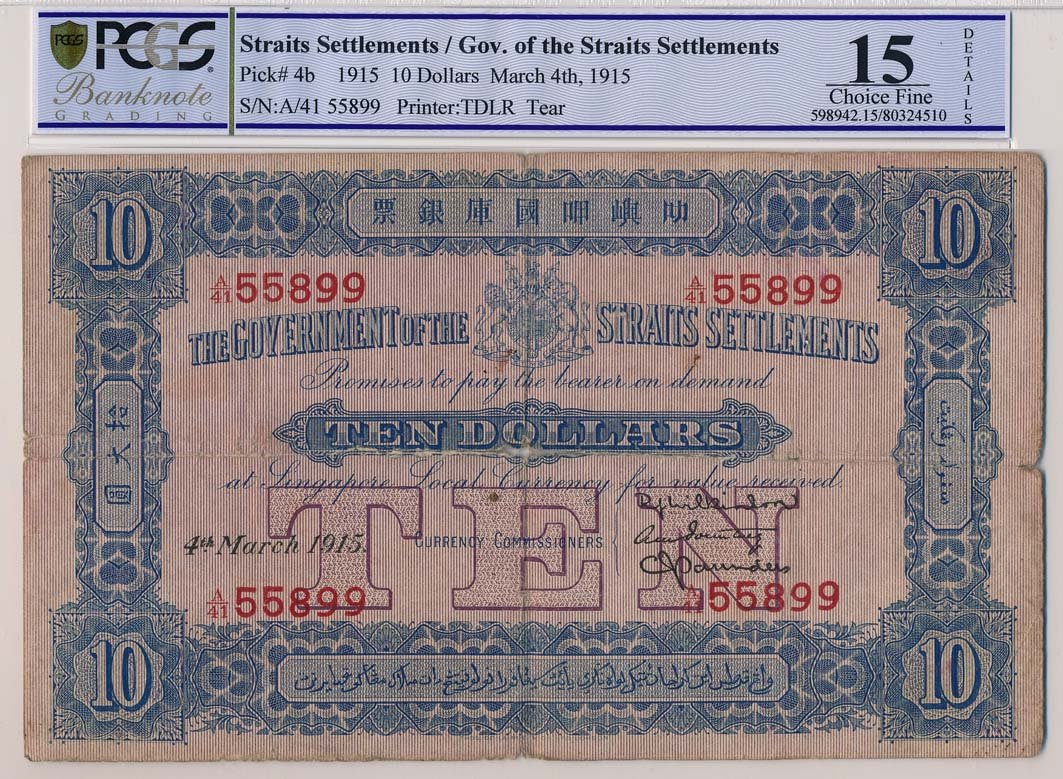 PCGS
PCGS
Banknote
GRADING
Straits Settlements / Gov. of the Straits Settlements
Pick# 4b 1915 10 Dollars March 4th, 1915
S/N:A/41 55899 Printer:TDLR Tear
15
Choice Fine
598942.15/80324510
DETAILS
10
票銀庫國呷嶼叻
10
A/41 55899
A/41 55899
THE GOVERNMENT OF THE STRAITS SETTLEMENTS
Promises to pay the bearer on demand
TEN DOLLARS
at Singapore Local Currency for value received.
拾大圓
TEN
4th March 1915.
CURRENCY COMMISSIONERS
A/41 55899
A/41 55899
10
10